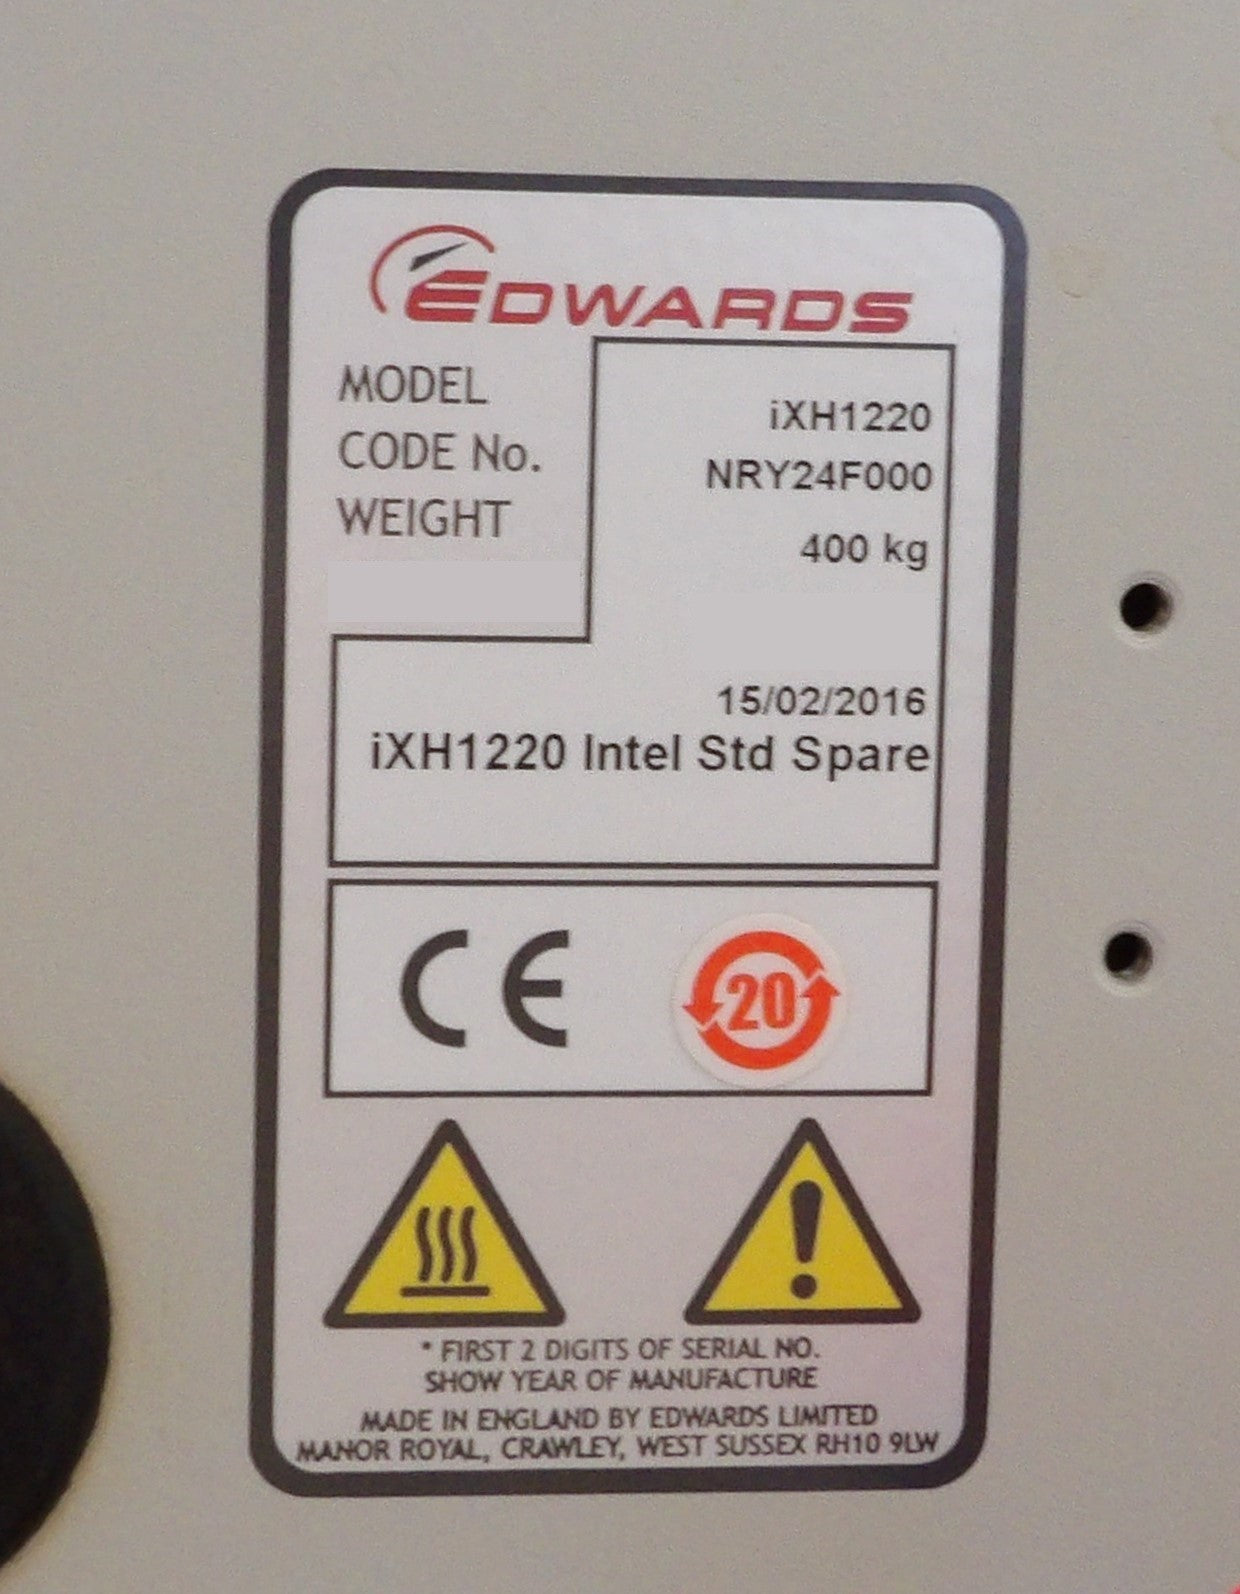 EDWARDS
MODEL
iXH1220
CODE No.
NRY24F000
WEIGHT
400 kg
15/02/2016
iXH1220 Intel Std Spare
CE
20
* FIRST 2 DIGITS OF SERIAL NO.
SHOW YEAR OF MANUFACTURE
MADE IN ENGLAND BY EDWARDS LIMITED
MANOR ROYAL, CRAWLEY, WEST SUSSEX RH10 9LW